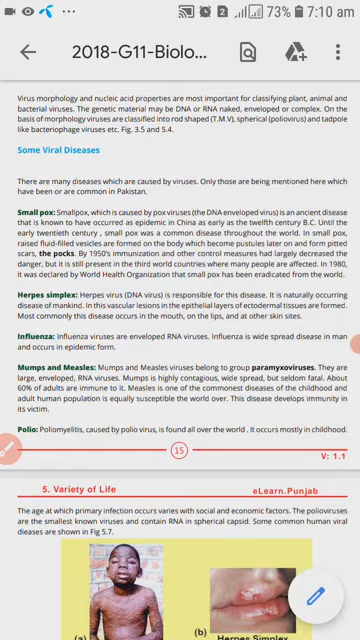 73% 7:10 am
2018-G11-Biolo...
Virus morphology and nucleic acid properties are most important for classifying plant, animal and
bacterial viruses. The genetic material may be DNA or RNA naked, enveloped or complex. On
the basis of morphology viruses are classified into rod shaped (T.M.V), spherical (poliovirus) and tadpole
like bacteriophage viruses etc. Fig. 3.5 and 5.4.
Some Viral Diseases
There are many diseases which are caused by viruses. Only those are being mentioned here which
have been or are common in Pakistan.
Small pox: Smallpox, which is caused by pox viruses (the DNA enveloped virus) is an ancient disease
that is known to have occurred as epidemic in China as early as the twelfth century B.C. Until the
early twentieth century, small pox was a common disease throughout the world. In small pox,
raised fluid-filled vesicles are formed on the body which become pustules later on and form pitted
scars, the pocks. By 1950's immunization and other control measures had largely decreased the
danger, but it is still present in the third world countries where many people are affected. In 1980,
it was declared by World Health Organization that small pox has been eradicated from the world.
Herpes simplex: Herpes virus (DNA virus) is responsible for this disease. It is naturally occurring
disease of mankind. In this vascular lesions in the epithelial layers of ectodermal tissues are formed.
Most commonly this disease occurs in the mouth, on the lips, and at other skin sites.
Influenza: Influenza viruses are enveloped RNA viruses. Influenza is wide spread disease in man
and occurs in epidemic form.
Mumps and Measles: Mumps and Measles viruses belong to group paramyxoviruses. They are
large, enveloped, RNA viruses. Mumps is highly contagious, wide spread, but seldom fatal. About
60% of adults are immune to it. Measles is one of the commonest diseases of the childhood and
adult human population is equally susceptible the world over. This disease develops immunity in
its victim.
Polio: Poliomyelitis, caused by polio virus, is found all over the world . It occurs mostly in childhood.
15
V: 1.1
5. Variety of Life eLearn.Punjab
The age at which primary infection occurs varies with social and economic factors. The polioviruses
are the smallest known viruses and contain RNA in spherical capsid. Some common human viral
dieases are shown in Fig 5.7.
(a)
(b)
Herpes Simplex